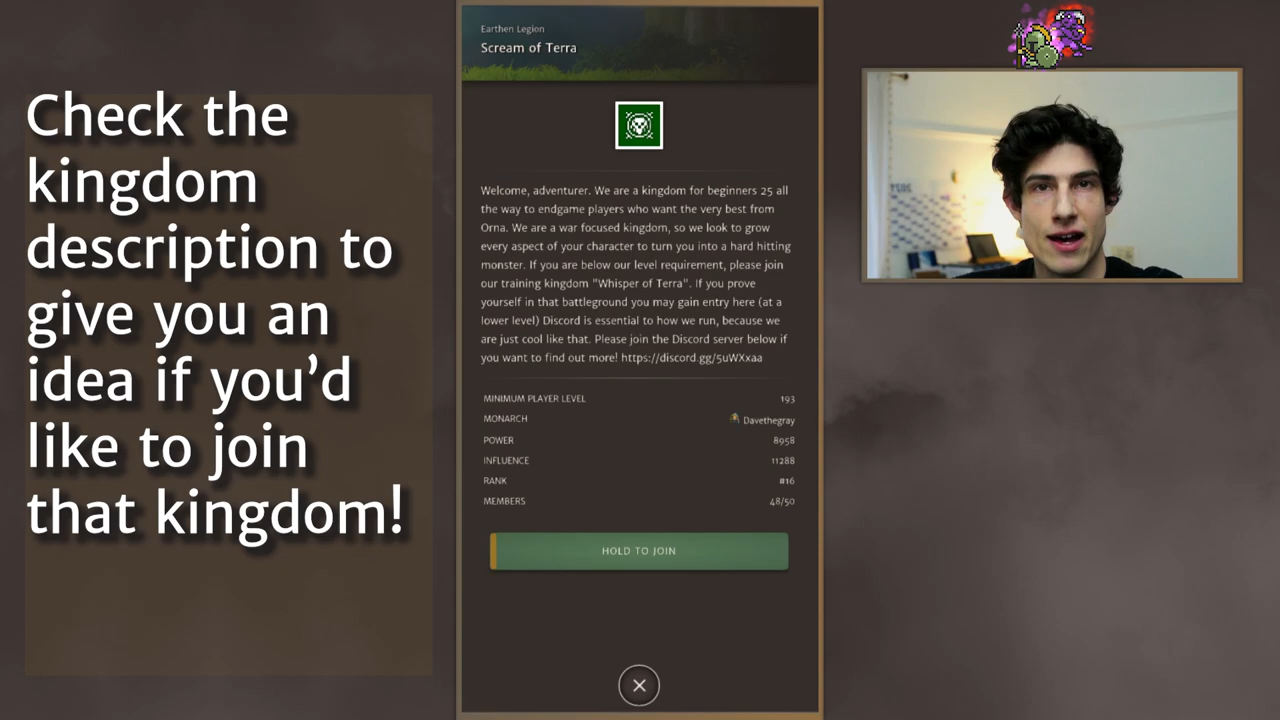 Check the
kingdom
description to
give you an
idea if you’d
like to join
that kingdom!
Earthen Legion
Scream of Terra
Welcome, adventurer. We are a kingdom for beginners 25 all
the way to endgame players who want the very best from
Orna. We are a war focused kingdom, so we look to grow
every aspect of your character to turn you into a hard hitting
monster. If you are below our level requirement, please join
our training kingdom "Whisper of Terra". If you prove
yourself in that battleground you may gain entry here (at a
lower level) Discord is essential to how we run, because we
are just cool like that. Please join the Discord server below if
you want to find out more! https://discord.gg/5uWXxaa
MINIMUM PLAYER LEVEL 193
MONARCH Davethegray
POWER 8958
INFLUENCE 11288
RANK #16
MEMBERS 48/50
HOLD TO JOIN